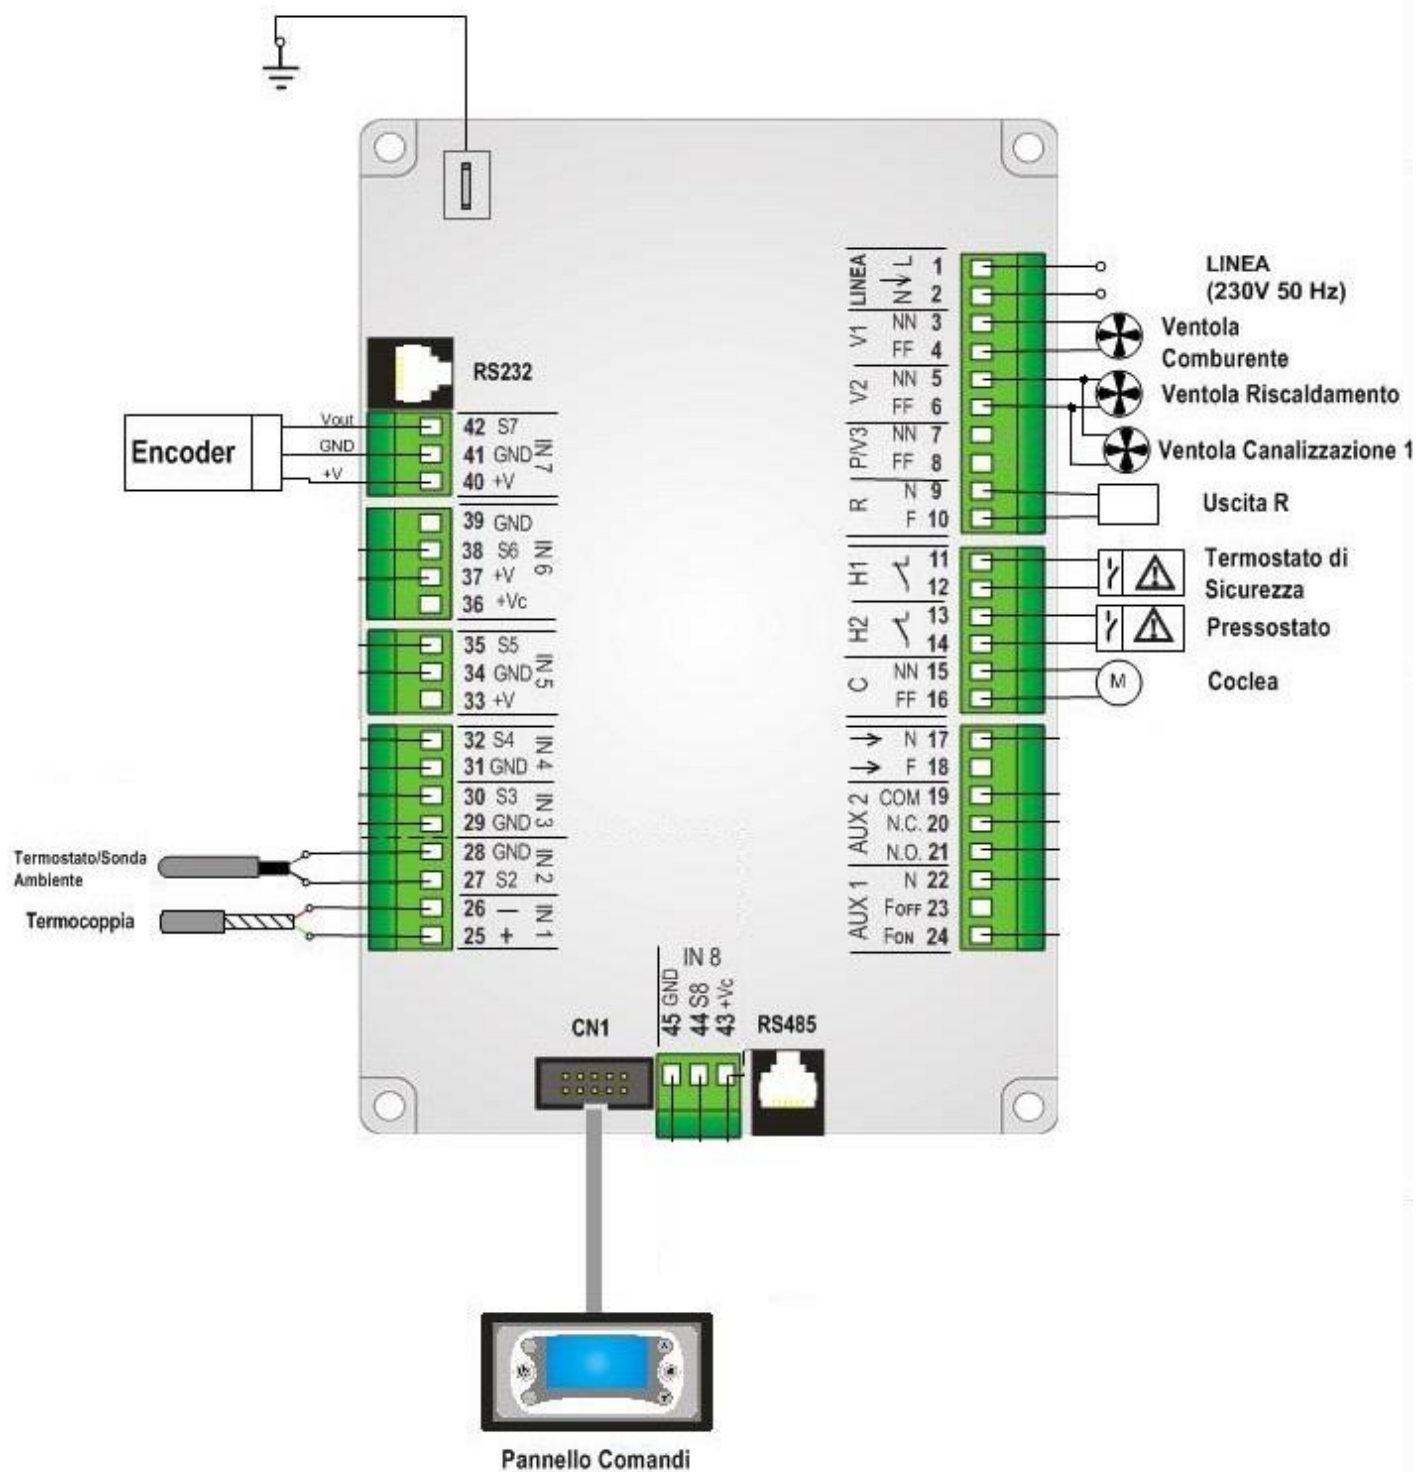 LINEA
L
1
LINEA
(230V 50 Hz)
N
2
V1
NN 3
FF 4
Ventola
Comburente
V2
NN 5
FF 6
Ventola Riscaldamento
P/V3
NN 7
FF 8
Ventola Canalizzazione 1
R
N 9
F 10
Uscita R
H1
11
12
Termostato di
Sicurezza
H2
13
14
Pressostato
C
NN 15
FF 16
M
Coclea
N 17
F 18
AUX 2
COM 19
N.C. 20
N.O. 21
AUX 1
N 22
FOFF 23
FON 24
RS232
Encoder
Vout
GND
+V
42 S7
41 GND
40 +V
IN 7
39 GND
38 S6
37 +V
36 +Vc
IN 6
35 S5
34 GND
33 +V
IN 5
32 S4
31 GND
IN 4
30 S3
29 GND
IN 3
Termostato/Sonda
Ambiente
28 GND
27 S2
IN 2
Termocoppia
26 —
25 +
IN 1
IN 8
45 GND
44 S8
43 +Vc
CN1
RS485
Pannello Comandi